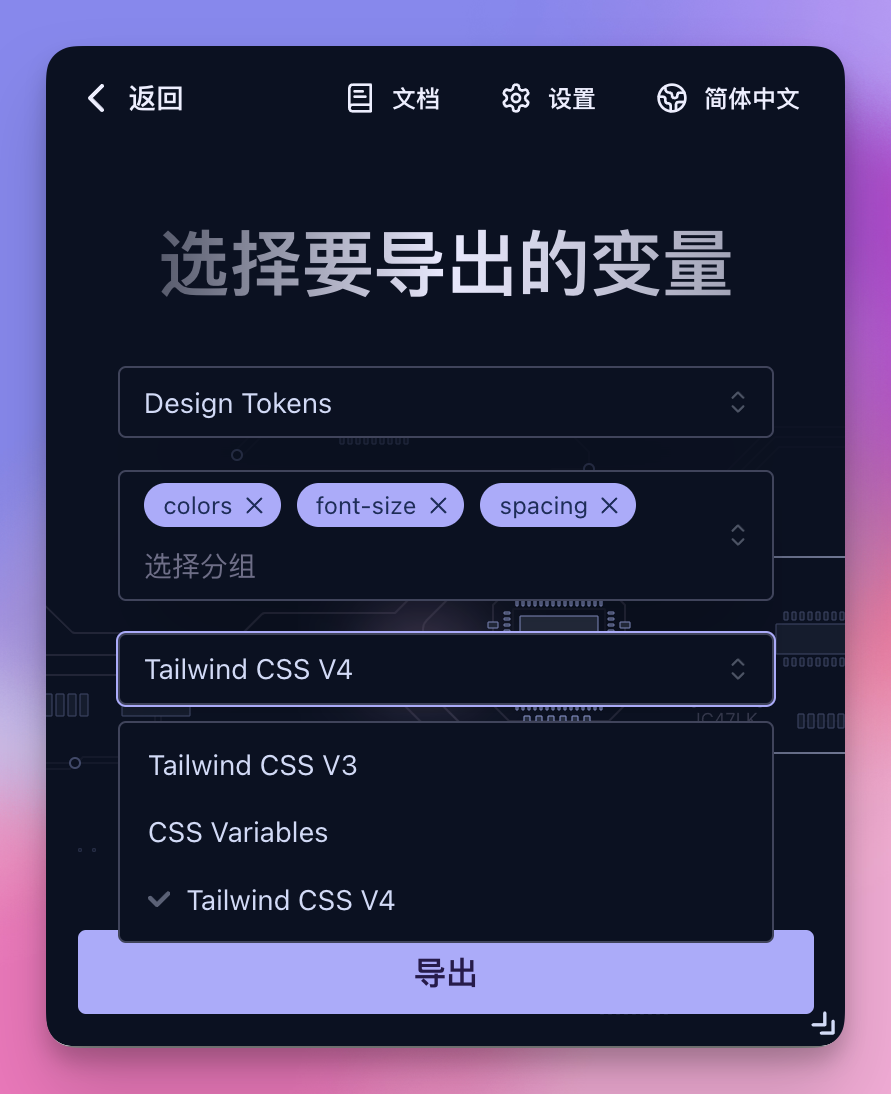 返回 文档 设置 简体中文
选择要导出的变量
Design Tokens
colors font-size spacing
选择分组
Tailwind CSS V4
Tailwind CSS V3
CSS Variables
Tailwind CSS V4
导出